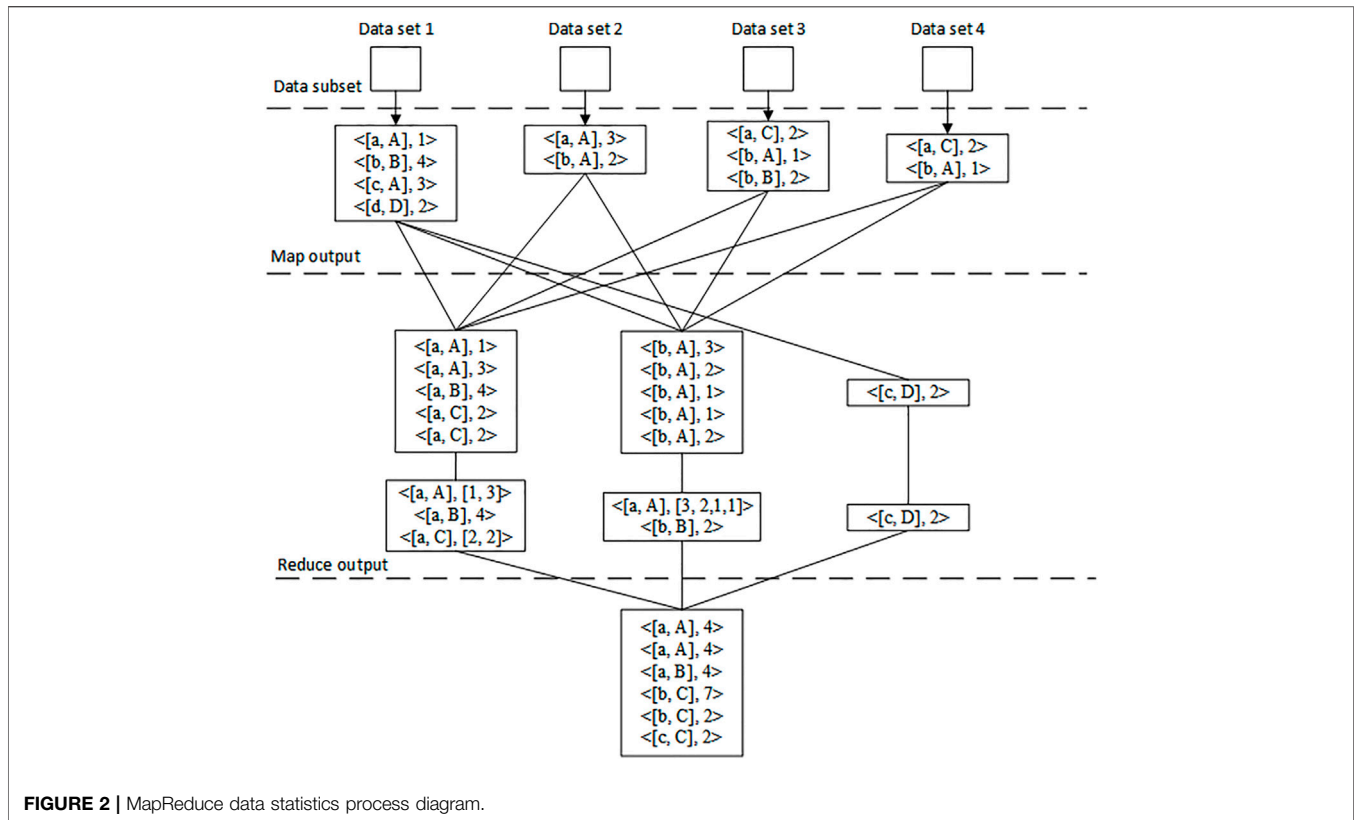 Data set 1
Data set 2
Data set 3
Data set 4
Data subset
<[a, A], 1>
<[b, B], 4>
<[c, A], 3>
<[d, D], 2>
<[a, A], 3>
<[b, A], 2>
<[a, C], 2>
<[b, A], 1>
<[b, B], 2>
<[a, C], 2>
<[b, A], 1>
Map output
<[a, A], 1>
<[a, A], 3>
<[a, B], 4>
<[a, C], 2>
<[a, C], 2>
<[b, A], 3>
<[b, A], 2>
<[b, A], 1>
<[b, A], 1>
<[b, A], 2>
<[c, D], 2>
<[a, A], [1, 3]>
<[a, B], 4>
<[a, C], [2, 2]>
<[a, A], [3, 2,1,1]>
<[b, B], 2>
<[c, D], 2>
Reduce output
<[a, A], 4>
<[a, A], 4>
<[a, B], 4>
<[b, C], 7>
<[b, C], 2>
<[c, C], 2>
FIGURE 2 | MapReduce data statistics process diagram.